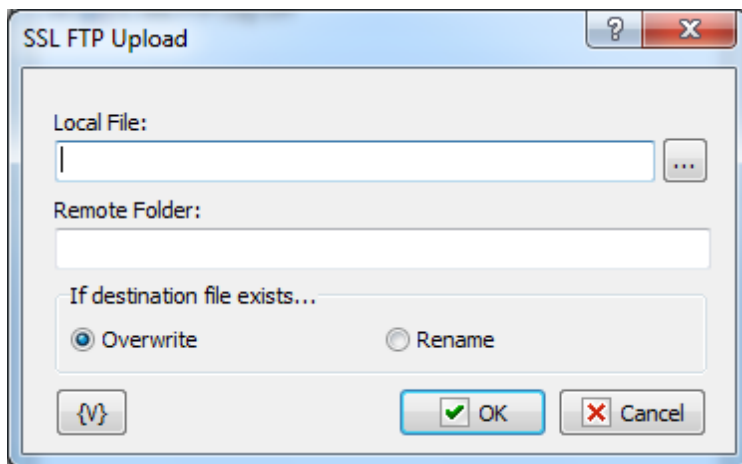 SSL FTP Upload
Local File:
...
Remote Folder:
If destination file exists...
Overwrite
Rename
{V}
OK
Cancel